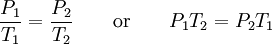 P₁/T₁ = P₂/T₂ or P₁T₂ = P₂T₁